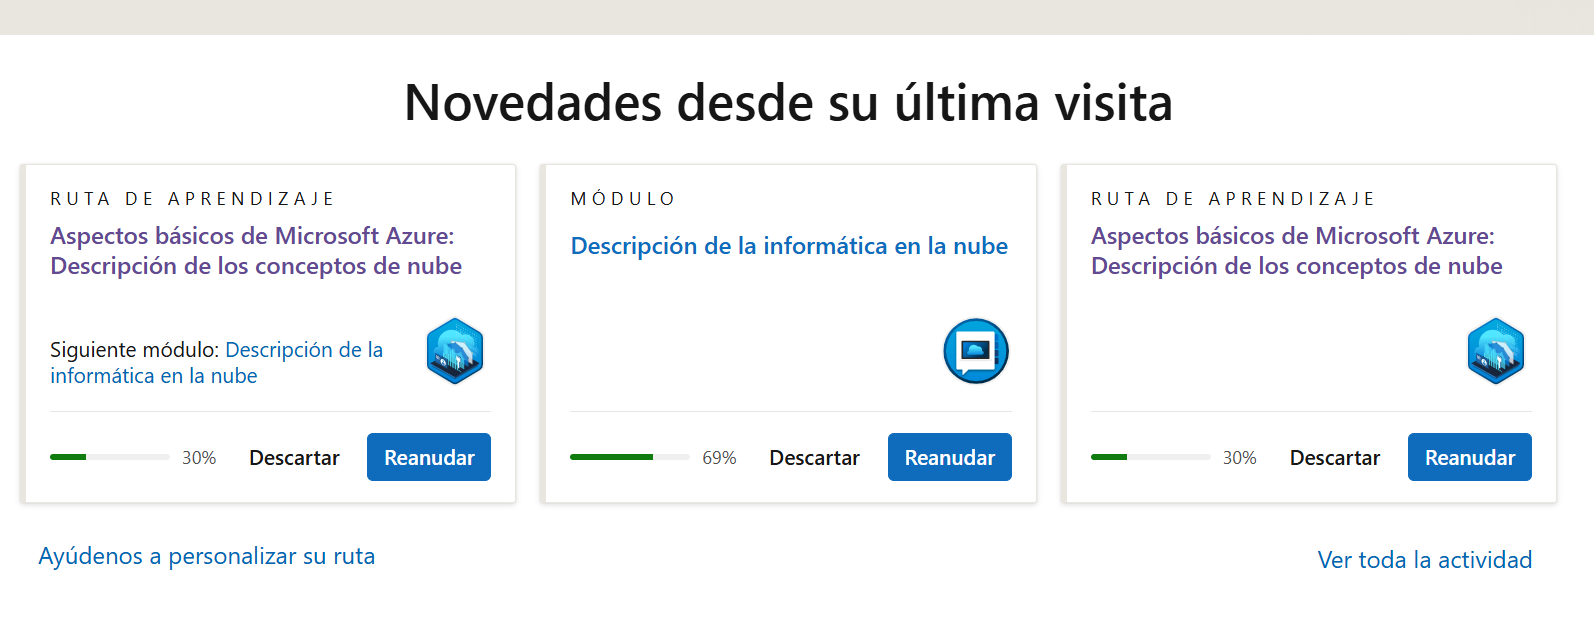 Novedades desde su última visita
RUTA DE APRENDIZAJE
Aspectos básicos de Microsoft Azure:
Descripción de los conceptos de nube
Siguiente módulo: Descripción de la
informática en la nube
30% Descartar Reanudar
MÓDULO
Descripción de la informática en la nube
69% Descartar Reanudar
RUTA DE APRENDIZAJE
Aspectos básicos de Microsoft Azure:
Descripción de los conceptos de nube
30% Descartar Reanudar
Ayúdenos a personalizar su ruta
Ver toda la actividad